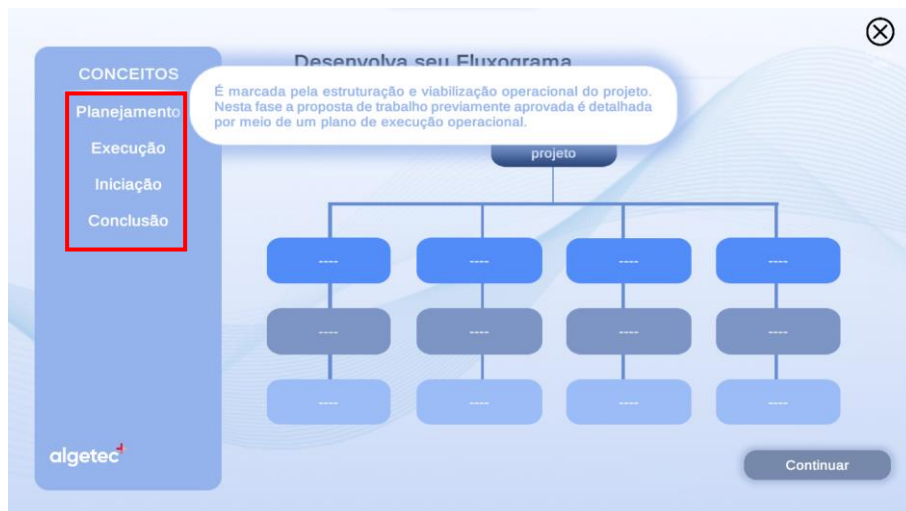 Desenvolva seu Fluxograma
CONCEITOS
É marcada pela estruturação e viabilização operacional do projeto.
Nesta fase a proposta de trabalho previamente aprovada é detalhada
por meio de um plano de execução operacional.
Planejamento
Execução
Iniciação
Conclusão
projeto
---- ---- ---- ----
---- ---- ---- ----
---- ---- ---- ----
algetec
Continuar